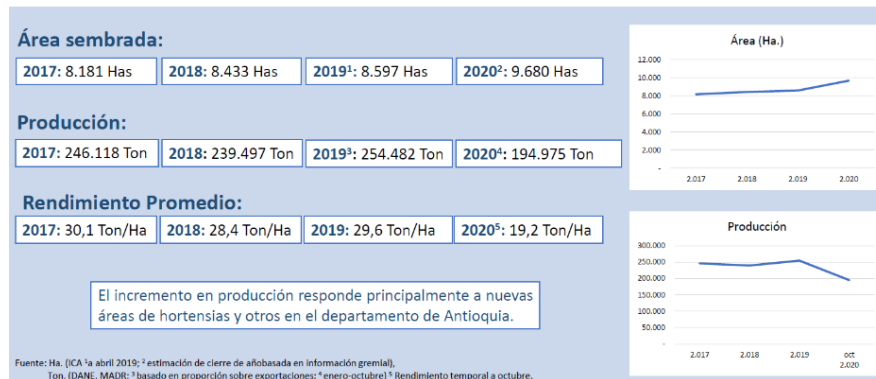 Área sembrada:
2017: 8.181 Has
2018: 8.433 Has
2019¹: 8.597 Has
2020²: 9.680 Has
Producción:
2017: 246.118 Ton
2018: 239.497 Ton
2019³: 254.482 Ton
2020⁴: 194.975 Ton
Rendimiento Promedio:
2017: 30,1 Ton/Ha
2018: 28,4 Ton/Ha
2019: 29,6 Ton/Ha
2020⁵: 19,2 Ton/Ha
El incremento en producción responde principalmente a nuevas
áreas de hortensias y otros en el departamento de Antioquia.
Fuente: Ha. (ICA ¹a abril 2019; ² estimación de cierre de añobasada en información gremial),
Ton. (DANE, MADR; ³ basado en proporción sobre exportaciones; ⁴ enero-octubre) ⁵ Rendimiento temporal a octubre.
Área (Ha.)
12.000
10.000
8.000
6.000
4.000
2.000
-
2.017 2.018 2.019 2.020
Producción
300.000
250.000
200.000
150.000
100.000
50.000
-
2.017 2.018 2.019 oct
2.020